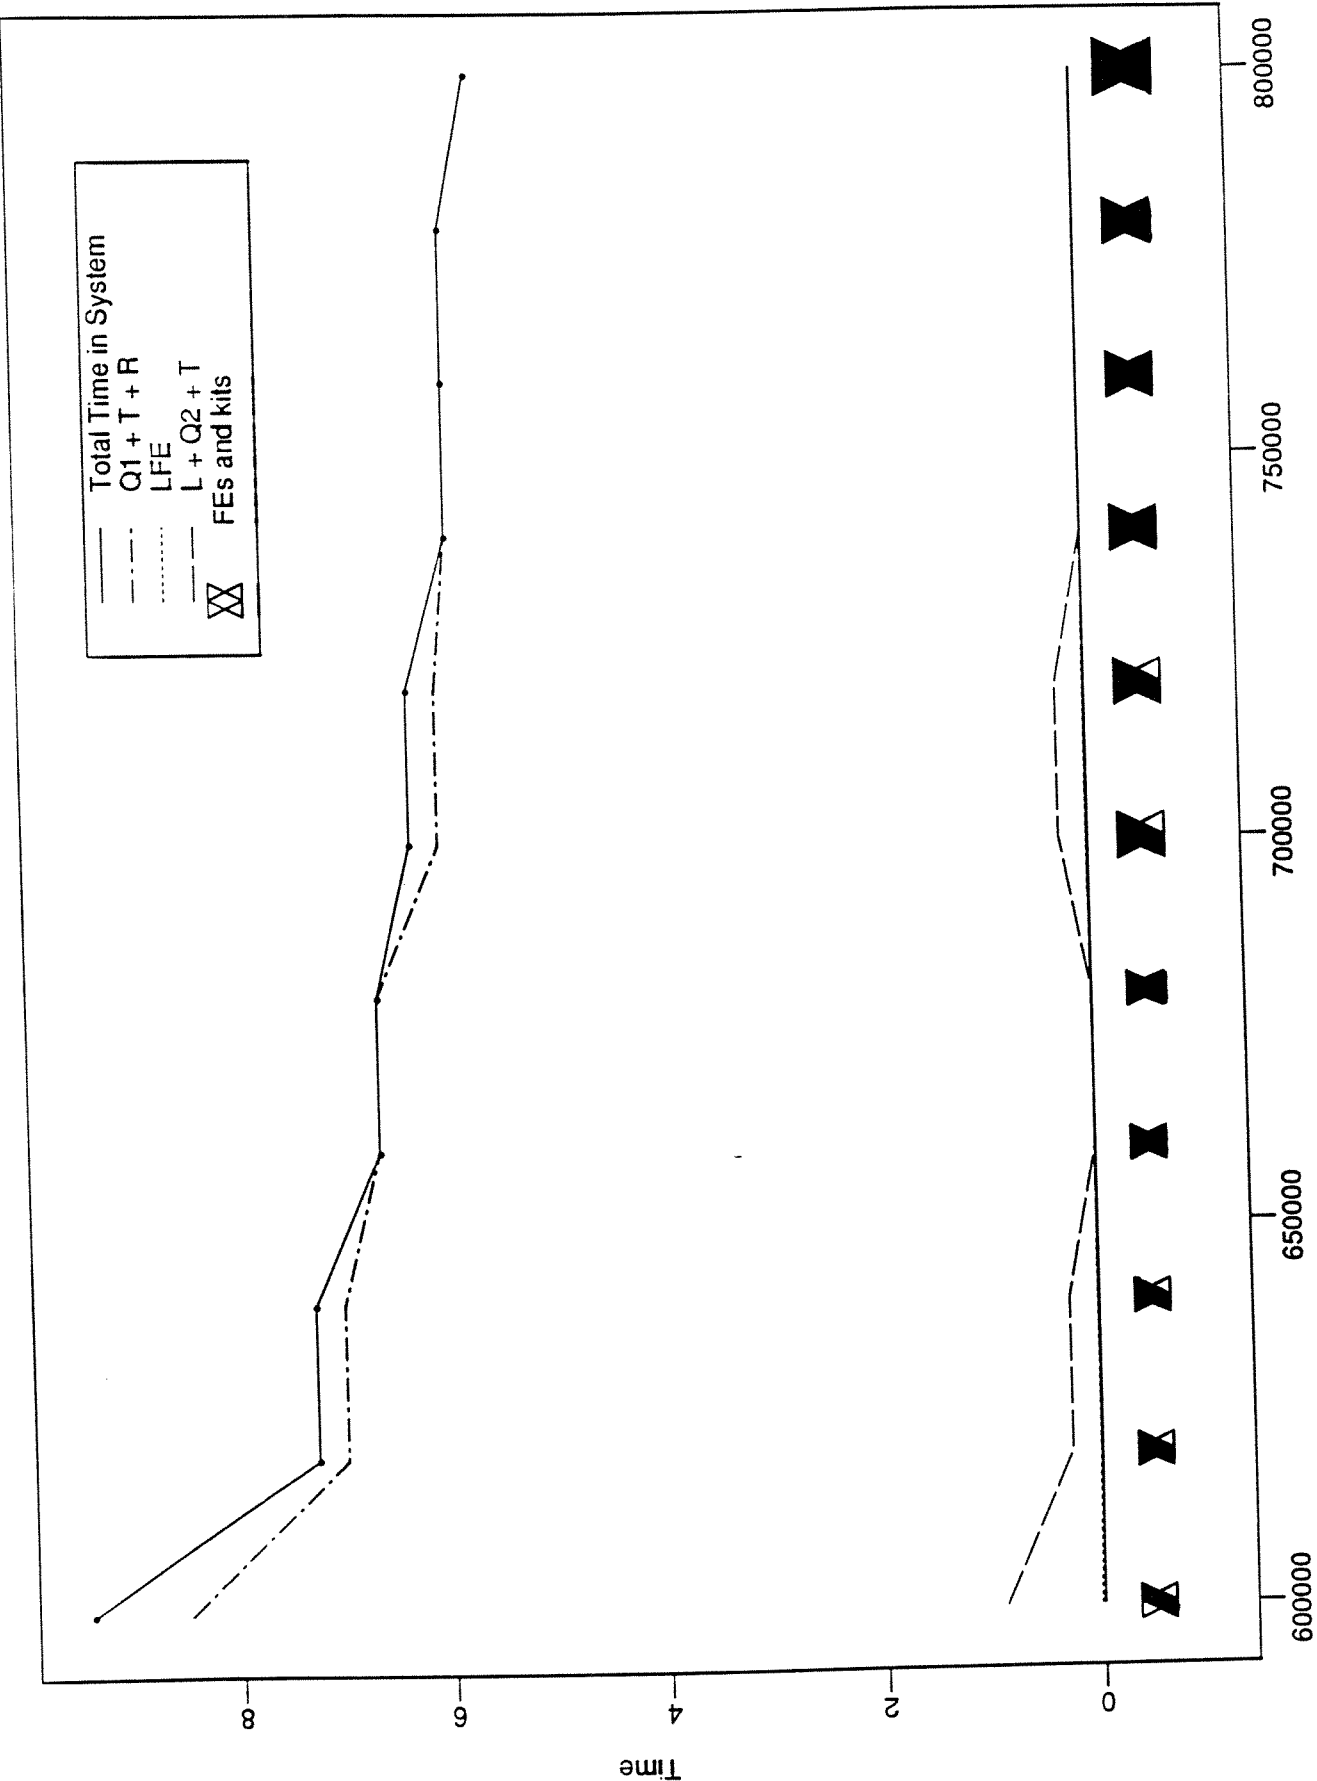 Total Time in System
Q1 + T + R
LFE
L + Q2 + T
FEs and kits
Time
8
6
4
2
0
600000
650000
700000
750000
800000